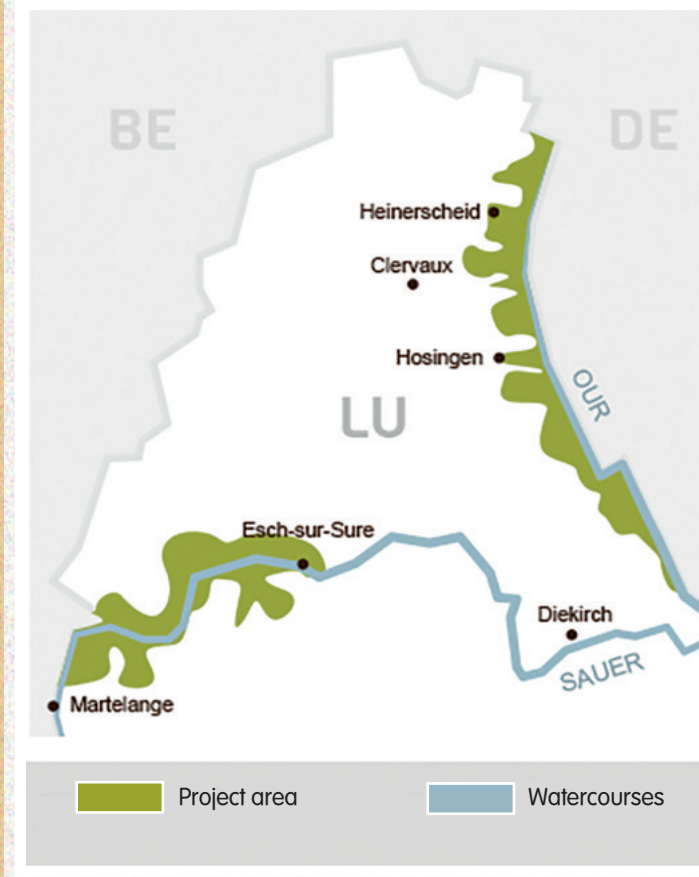 BE
DE
Heinerscheid
Clervaux
Hosingen
OUR
LU
Esch-sur-Sure
Diekirch
SAUER
Martelange
Project area
Watercourses